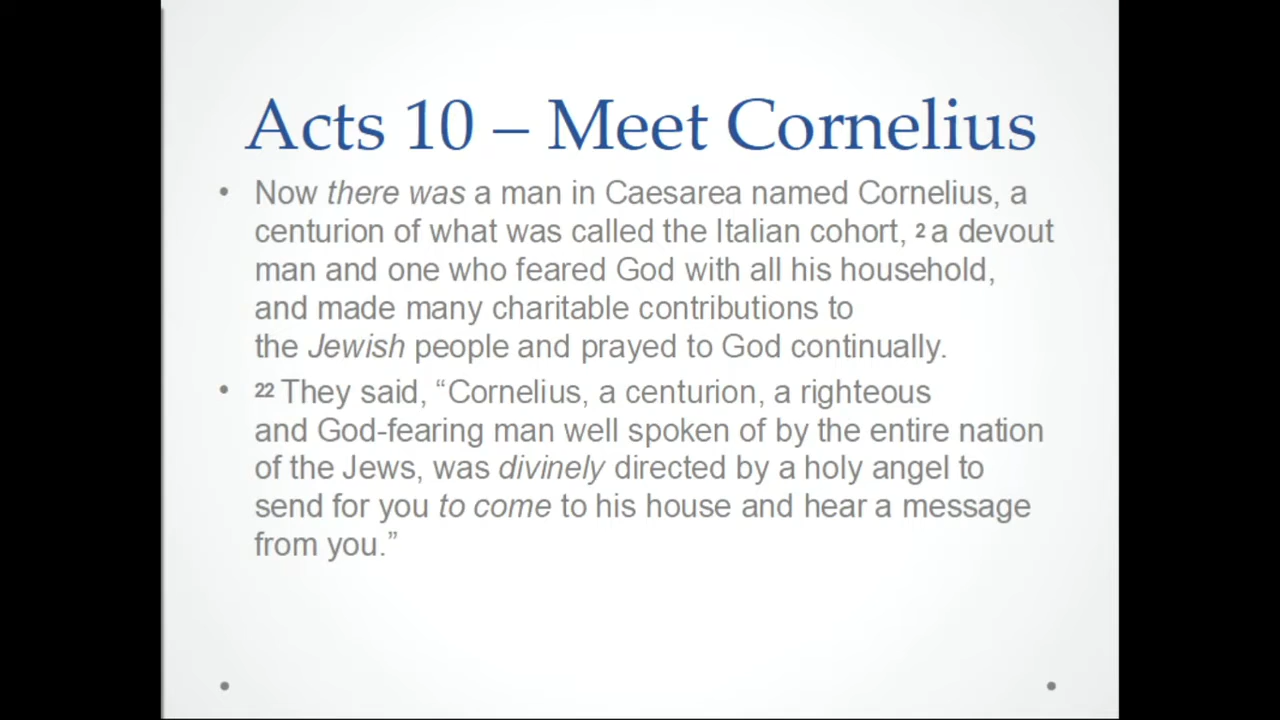 Acts 10 – Meet Cornelius
• Now there was a man in Caesarea named Cornelius, a
centurion of what was called the Italian cohort, 2 a devout
man and one who feared God with all his household,
and made many charitable contributions to
the Jewish people and prayed to God continually.
• 22 They said, “Cornelius, a centurion, a righteous
and God-fearing man well spoken of by the entire nation
of the Jews, was divinely directed by a holy angel to
send for you to come to his house and hear a message
from you.”